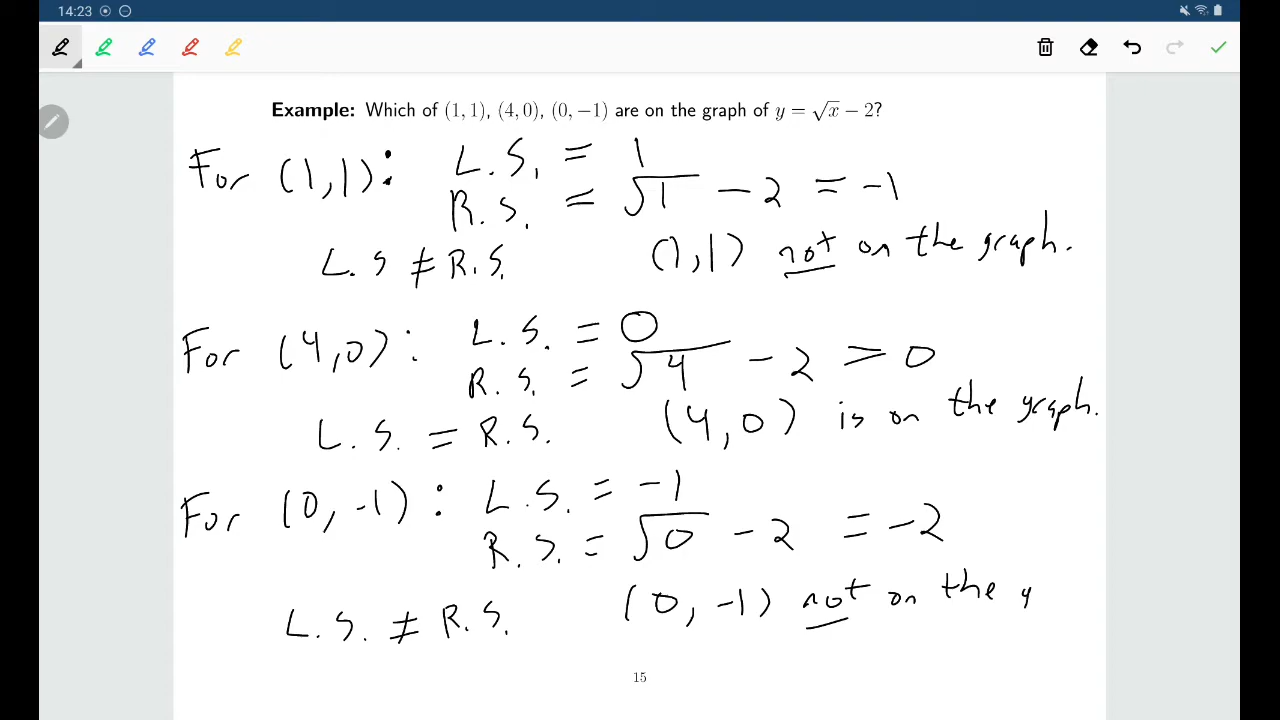 14:23
Example: Which of (1, 1), (4, 0), (0, −1) are on the graph of y = √x − 2?
For (1,1): L.S. = 1
R.S. = √1 − 2 = −1
L.S ≠ R.S. (1,1) not on the graph.
For (4,0): L.S. = 0
R.S. = √4 − 2 = 0
L.S. = R.S. (4,0) is on the graph.
For (0,-1): L.S. = −1
R.S. = √0 − 2 = −2
L.S. ≠ R.S. (0,-1) not on the
15